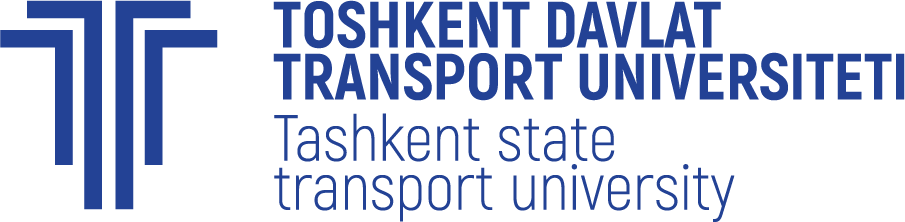 TOSHKENT DAVLAT
TRANSPORT UNIVERSITETI
Tashkent state
transport university